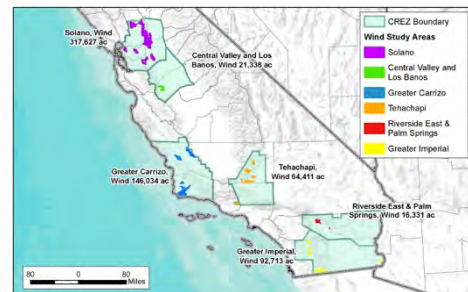 Solano, Wind
317,627 ac
Central Valley and Los
Banos, Wind 21,338 ac
Greater Carrizo,
Wind 146,034 ac
Tehachapi,
Wind 64,411 ac
Riverside East & Palm
Springs, Wind 16,331 ac
Greater Imperial,
Wind 92,713 ac
CREZ Boundary
Wind Study Areas
Solano
Central Valley and
Los Banos
Greater Carrizo
Tehachapi
Riverside East &
Palm Springs
Greater Imperial
80 0 80
Miles